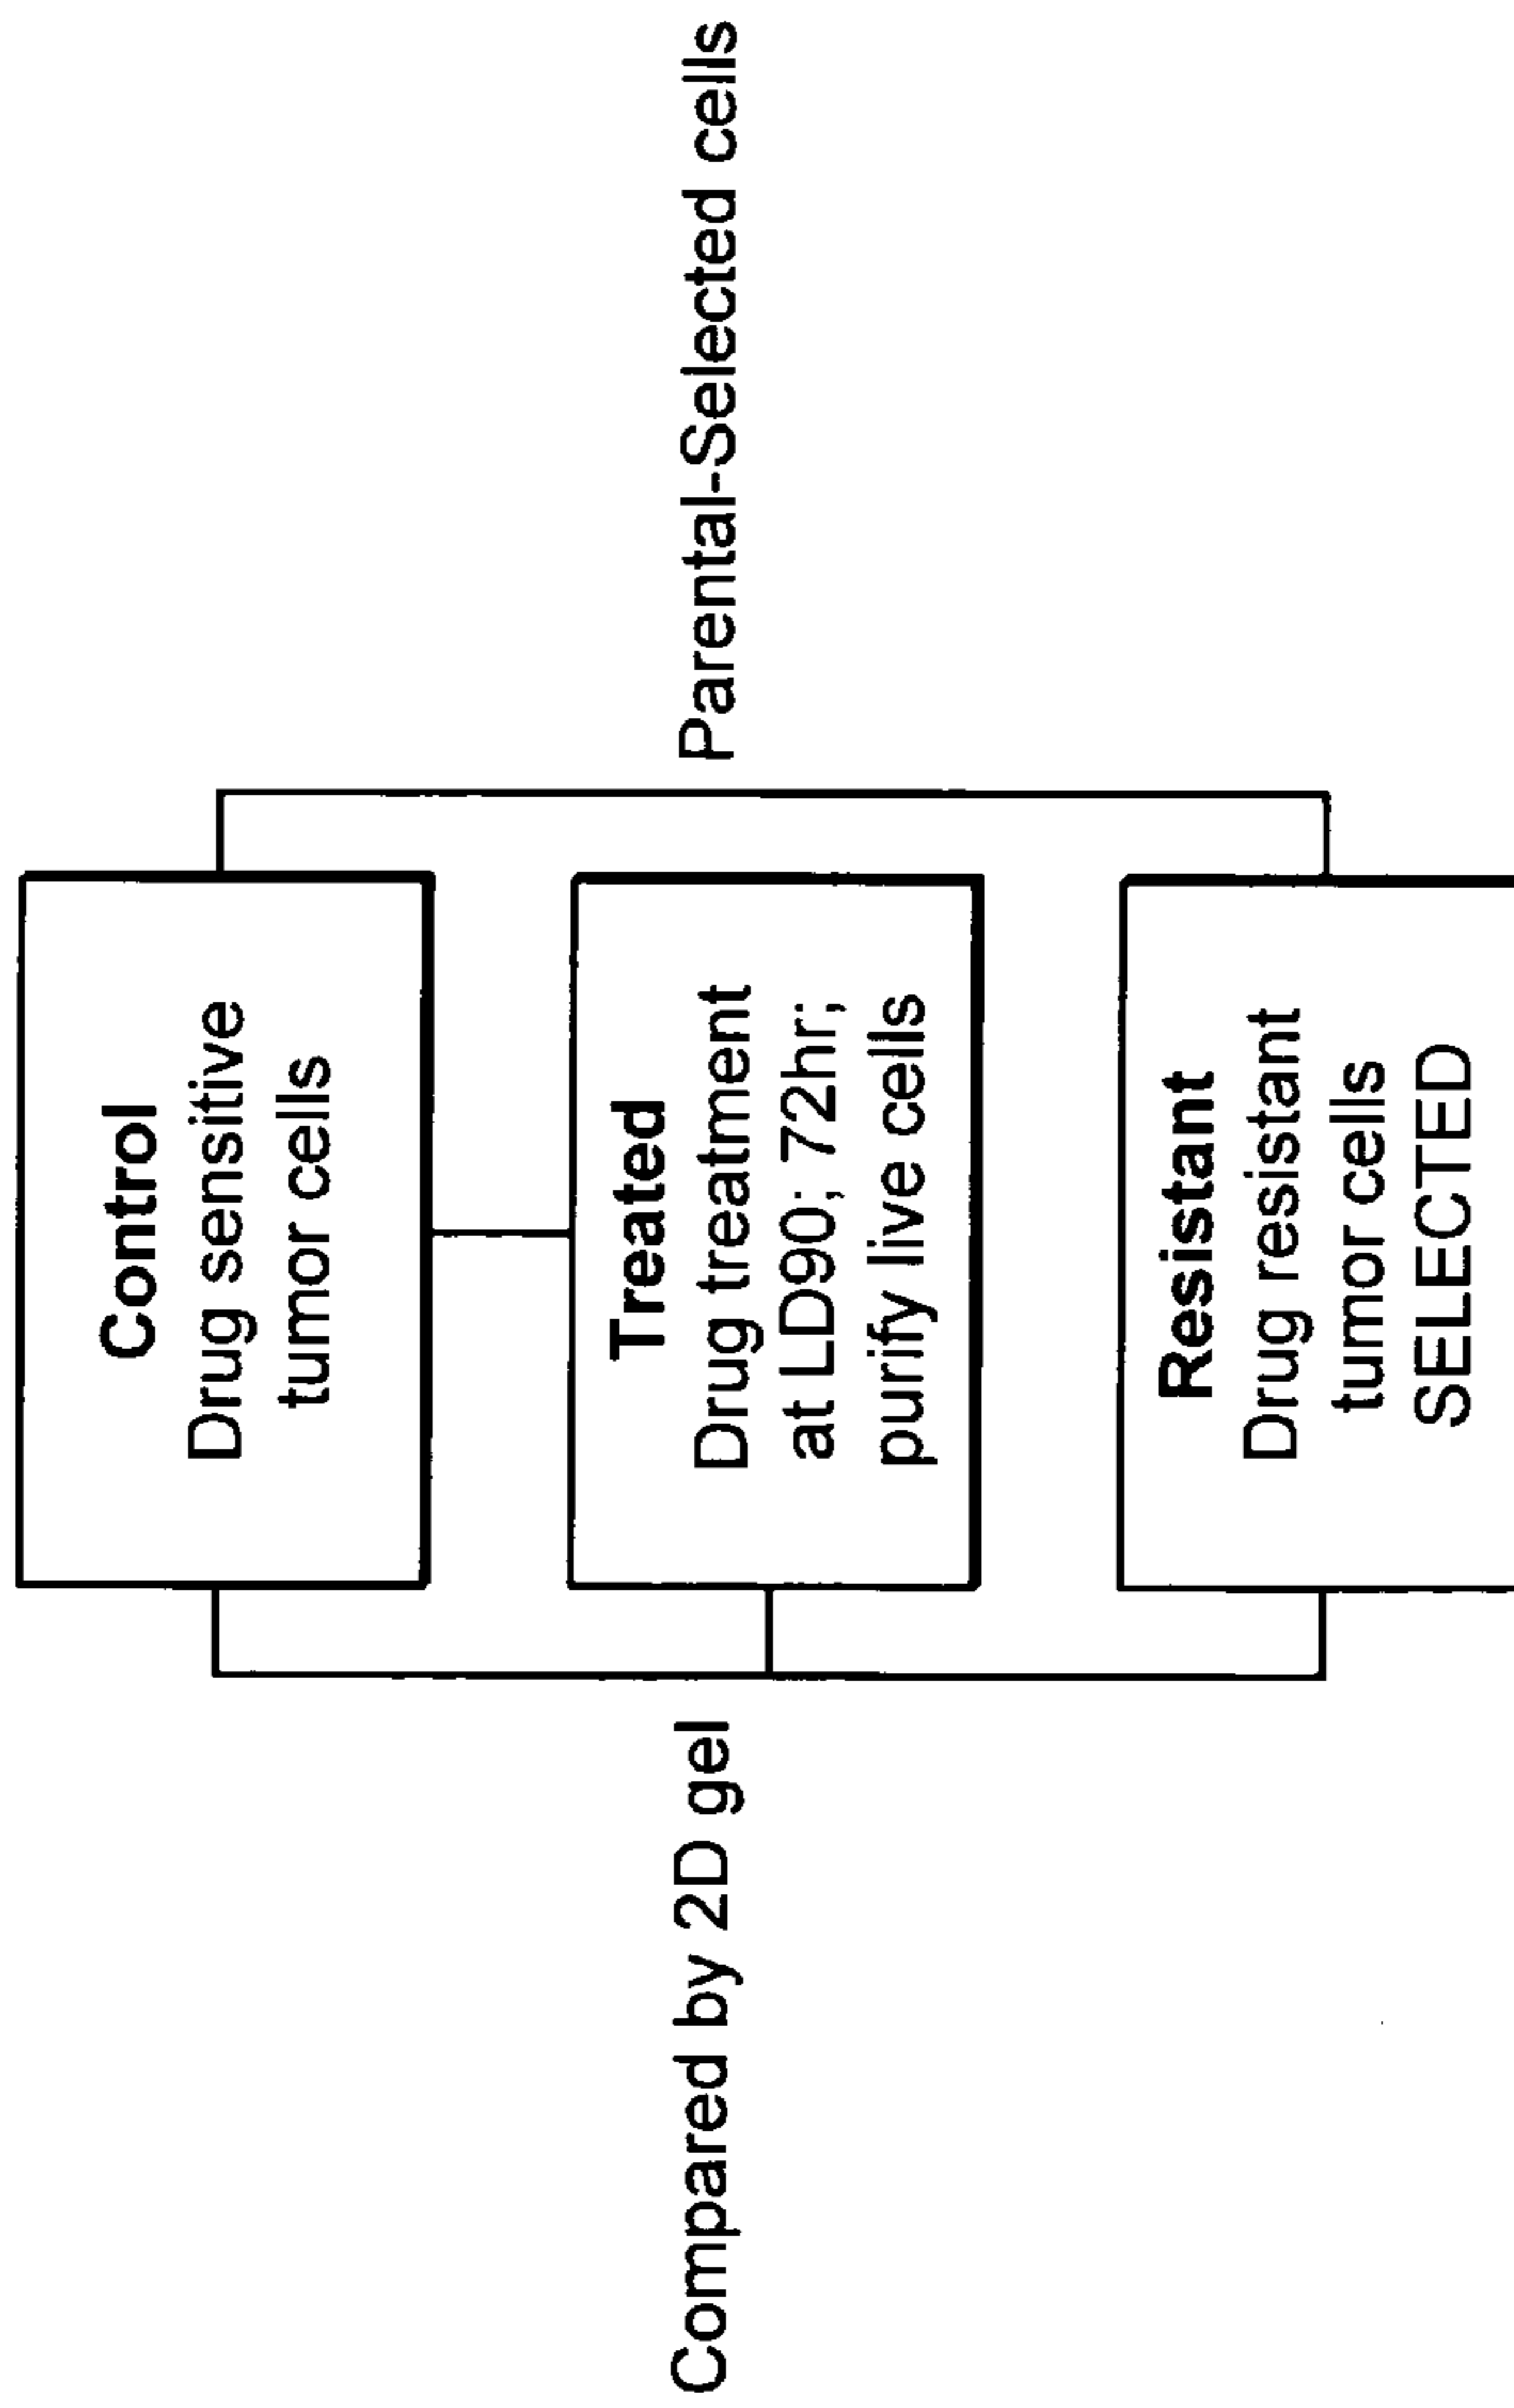 Control
Drug sensitive
tumor cells
Treated
Drug treatment
at LD90; 72hr;
purify live cells
Resistant
Drug resistant
tumor cells
SELECTED
Compared by 2D gel
Parental-Selected cells